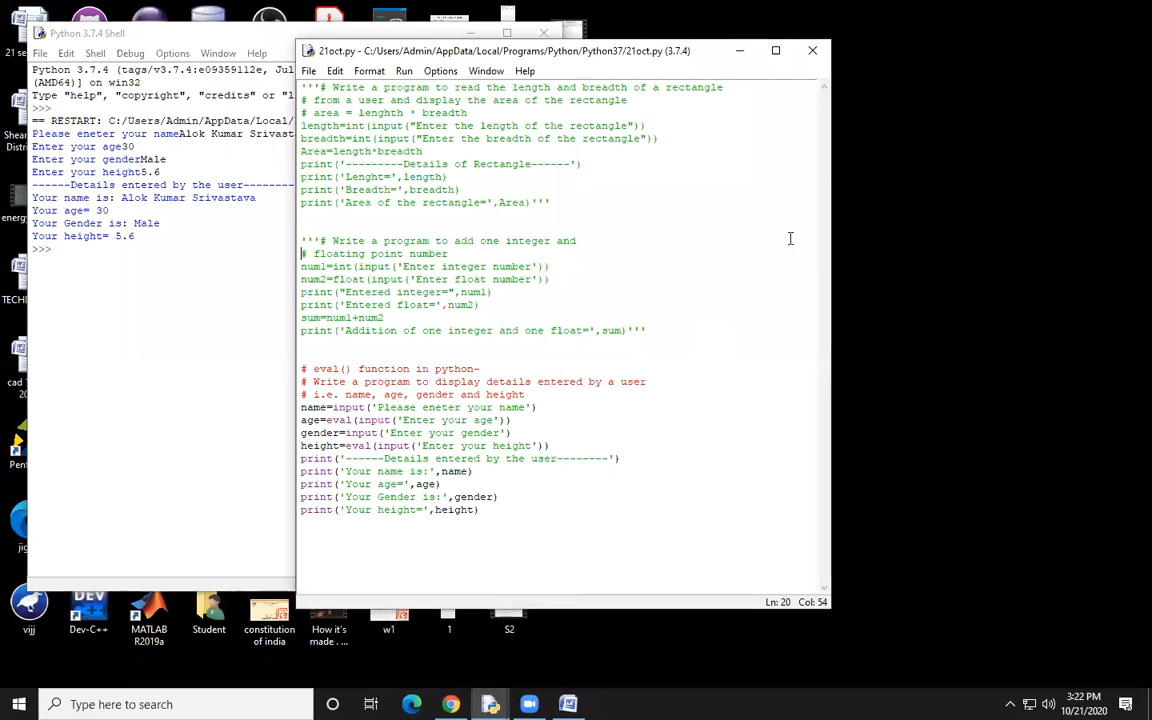 21 se
Python 3.7.4 Shell
File Edit Shell Debug Options Window Help
Python 3.7.4 (tags/v3.7.4:e09359112e, Jul
(AMD64)] on win32
Type "help", "copyright", "credits" or "l
>>>
== RESTART: C:/Users/Admin/AppData/Local/
Please eneter your nameAlok Kumar Srivast
Enter your age30
Enter your genderMale
Enter your height5.6
------Details entered by the user--------
Your name is: Alok Kumar Srivastava
Your age= 30
Your Gender is: Male
Your height= 5.6
>>>
21oct.py - C:/Users/Admin/AppData/Local/Programs/Python/Python37/21oct.py (3.7.4)
File Edit Format Run Options Window Help
'''# Write a program to read the length and breadth of a rectangle
# from a user and display the area of the rectangle
# area = lenghth * breadth
length=int(input("Enter the length of the rectangle"))
breadth=int(input("Enter the breadth of the rectangle"))
Area=length*breadth
print('---------Details of Rectangle------')
print('Lenght=',length)
print('Breadth=',breadth)
print('Area of the rectangle=',Area)'''
'''# Write a program to add one integer and
# floating point number
num1=int(input('Enter integer number'))
num2=float(input('Enter float number'))
print("Entered integer=",num1)
print('Entered float=',num2)
sum=num1+num2
print('Addition of one integer and one float=',sum)'''
# eval() function in python-
# Write a program to display details entered by a user
# i.e. name, age, gender and height
name=input('Please eneter your name')
age=eval(input('Enter your age'))
gender=input('Enter your gender')
height=eval(input('Enter your height'))
print('------Details entered by the user--------')
print('Your name is:',name)
print('Your age=',age)
print('Your Gender is:',gender)
print('Your height=',height)
Ln: 20 Col: 54
Shear
Distri
energy
TECHI
cad
20
Pent
jig
vijj
Dev-C++
MATLAB
R2019a
Student
constitution
of india
How it's
made . ...
w1
1
S2
Type here to search
3:22 PM
10/21/2020